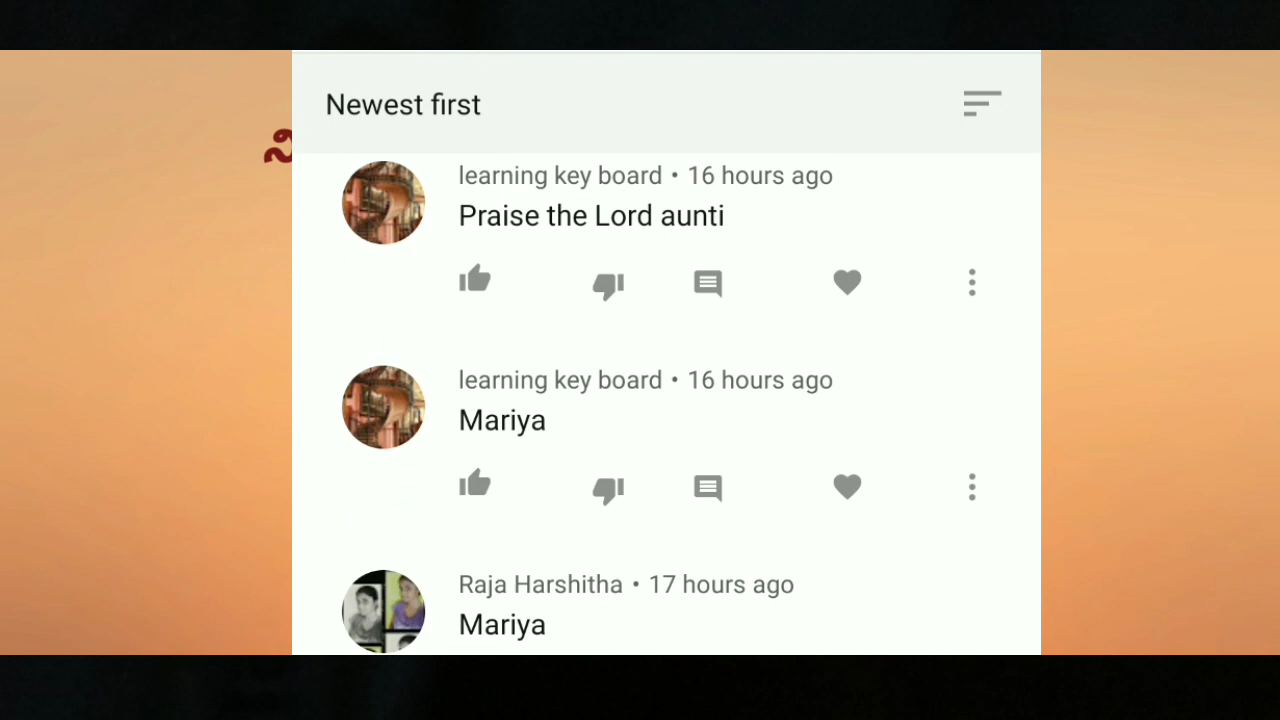 Newest first
learning key board • 16 hours ago
Praise the Lord aunti
learning key board • 16 hours ago
Mariya
Raja Harshitha • 17 hours ago
Mariya